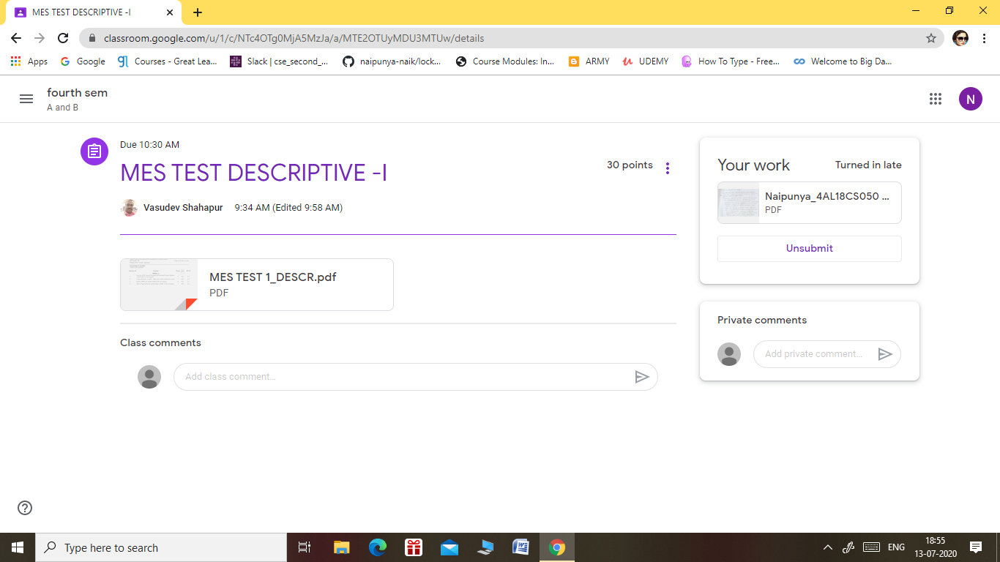 MES TEST DESCRIPTIVE -I
classroom.google.com/u/1/c/NTc4OTg0MjA5MzJa/a/MTE2OTUyMDU3MTUw/details
Apps Google Courses - Great Lea... Slack | cse_second_... naipunya-naik/lock... Course Modules: In... ARMY UDEMY How To Type - Free... Welcome to Big Da...
fourth sem
A and B
N
Due 10:30 AM
MES TEST DESCRIPTIVE -I
30 points
Vasudev Shahapur 9:34 AM (Edited 9:58 AM)
MES TEST 1_DESCR.pdf
PDF
Class comments
Add class comment...
Your work Turned in late
Naipunya_4AL18CS050 ...
PDF
Unsubmit
Private comments
Add private comment...
Type here to search
ENG
18:55
13-07-2020